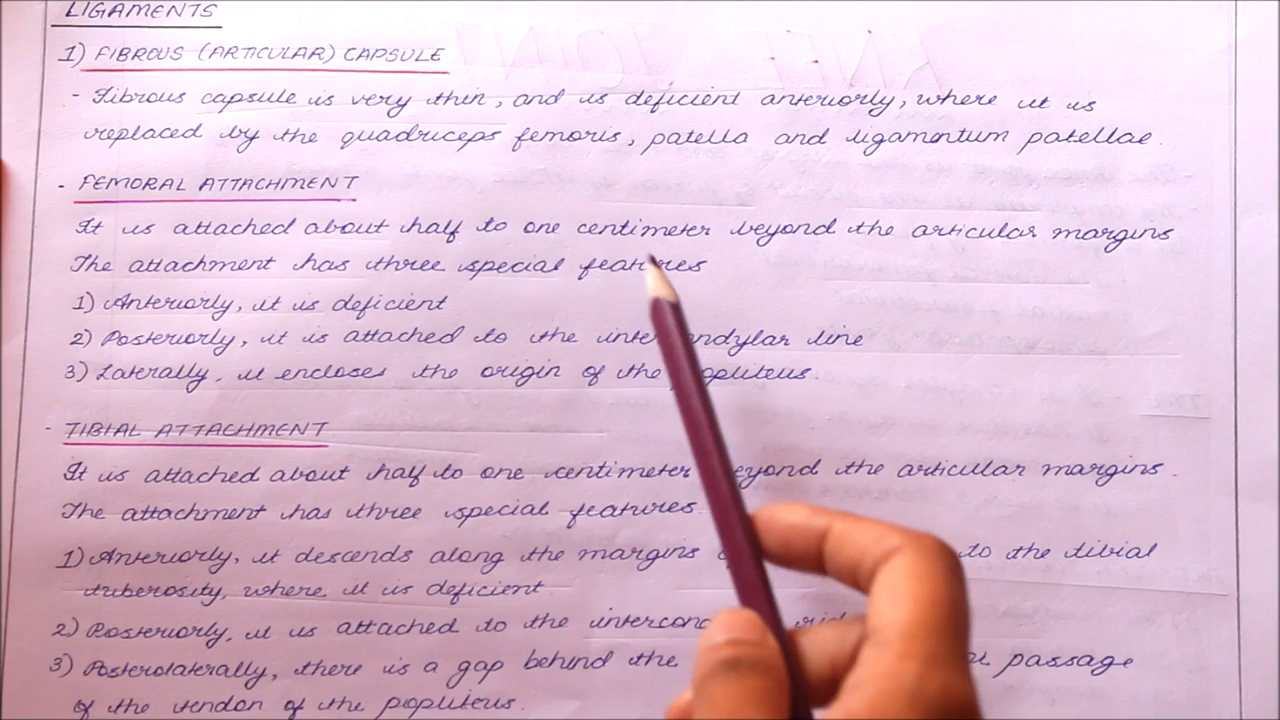 LIGAMENTS
1) FIBROUS (ARTICULAR) CAPSULE
- Fibrous capsule is very thin, and is deficient anteriorly, where it is
replaced by the quadriceps femoris, patella and ligamentum patellae.
- FEMORAL ATTACHMENT
It is attached about half to one centimeter beyond the articular margins
The attachment has three special features
1) Anteriorly, it is deficient
2) Posteriorly, it is attached to the inte ndylar line
3) Laterally, it encloses the origin of the opliteus.
- TIBIAL ATTACHMENT
It is attached about half to one centimeter eyond the articular margins.
The attachment has three special features.
1) Anteriorly, it descends along the margins to the tibial
tuberosity, where it is deficient.
2) Posteriorly, it is attached to the intercon
3) Posterolaterally, there is a gap behind the passage
of the tendon of the popliteus.